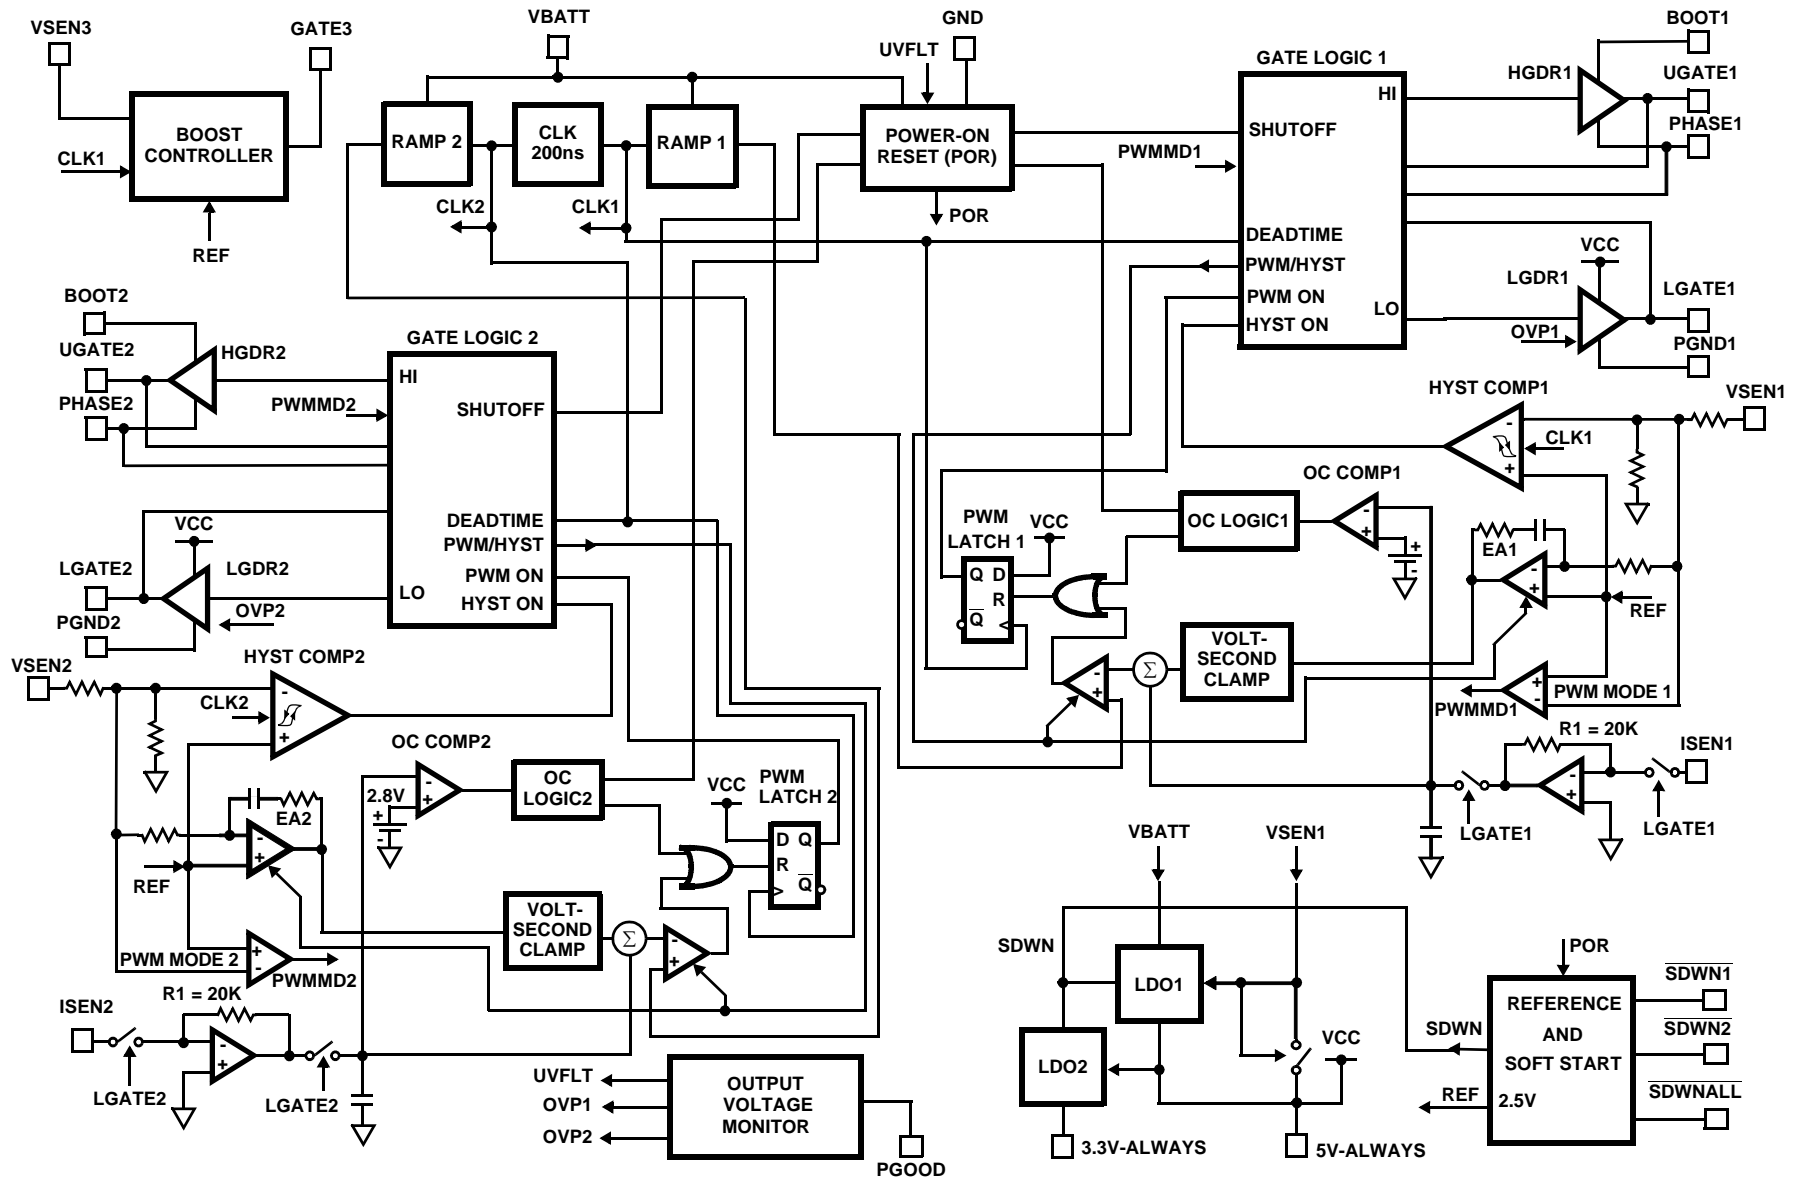 VSEN3
GATE3
VBATT
GND
UVFLT
BOOT1
GATE LOGIC 1
HGDR1
UGATE1
HI
PHASE1
BOOST
CONTROLLER
CLK1
REF
RAMP 2
CLK
200ns
RAMP 1
POWER-ON
RESET (POR)
SHUTOFF
PWMMD1
CLK2
CLK1
POR
DEADTIME
PWM/HYST
PWM ON
HYST ON
LO
VCC
LGDR1
LGATE1
OVP1
PGND1
BOOT2
UGATE2
HGDR2
PHASE2
GATE LOGIC 2
HI
PWMMD2
SHUTOFF
DEADTIME
PWM/HYST
PWM ON
HYST ON
LO
VCC
LGATE2
LGDR2
OVP2
PGND2
HYST COMP1
VSEN1
-
CLK1
+
OC COMP1
OC LOGIC1
-
+
+
-
PWM
LATCH 1
VCC
Q D
R
Q
<
EA1
-
+
REF
VOLT-
SECOND
CLAMP
Σ
-
+
+
-
PWM MODE 1
PWMMD1
R1 = 20K
ISEN1
-
+
LGATE1
LGATE1
VSEN2
HYST COMP2
CLK2
-
+
OC COMP2
2.8V
-
+
+
-
OC
LOGIC2
VCC
PWM
LATCH 2
D Q
R
Q
>
EA2
-
+
REF
VOLT-
SECOND
CLAMP
Σ
-
+
+
-
PWM MODE 2
PWMMD2
R1 = 20K
ISEN2
-
+
LGATE2
LGATE2
UVFLT
OVP1
OVP2
OUTPUT
VOLTAGE
MONITOR
PGOOD
VBATT
VSEN1
SDWN
LDO1
LDO2
VCC
3.3V-ALWAYS
5V-ALWAYS
POR
REFERENCE
AND
SOFT START
2.5V
SDWN
REF
SDWN1
SDWN2
SDWNALL